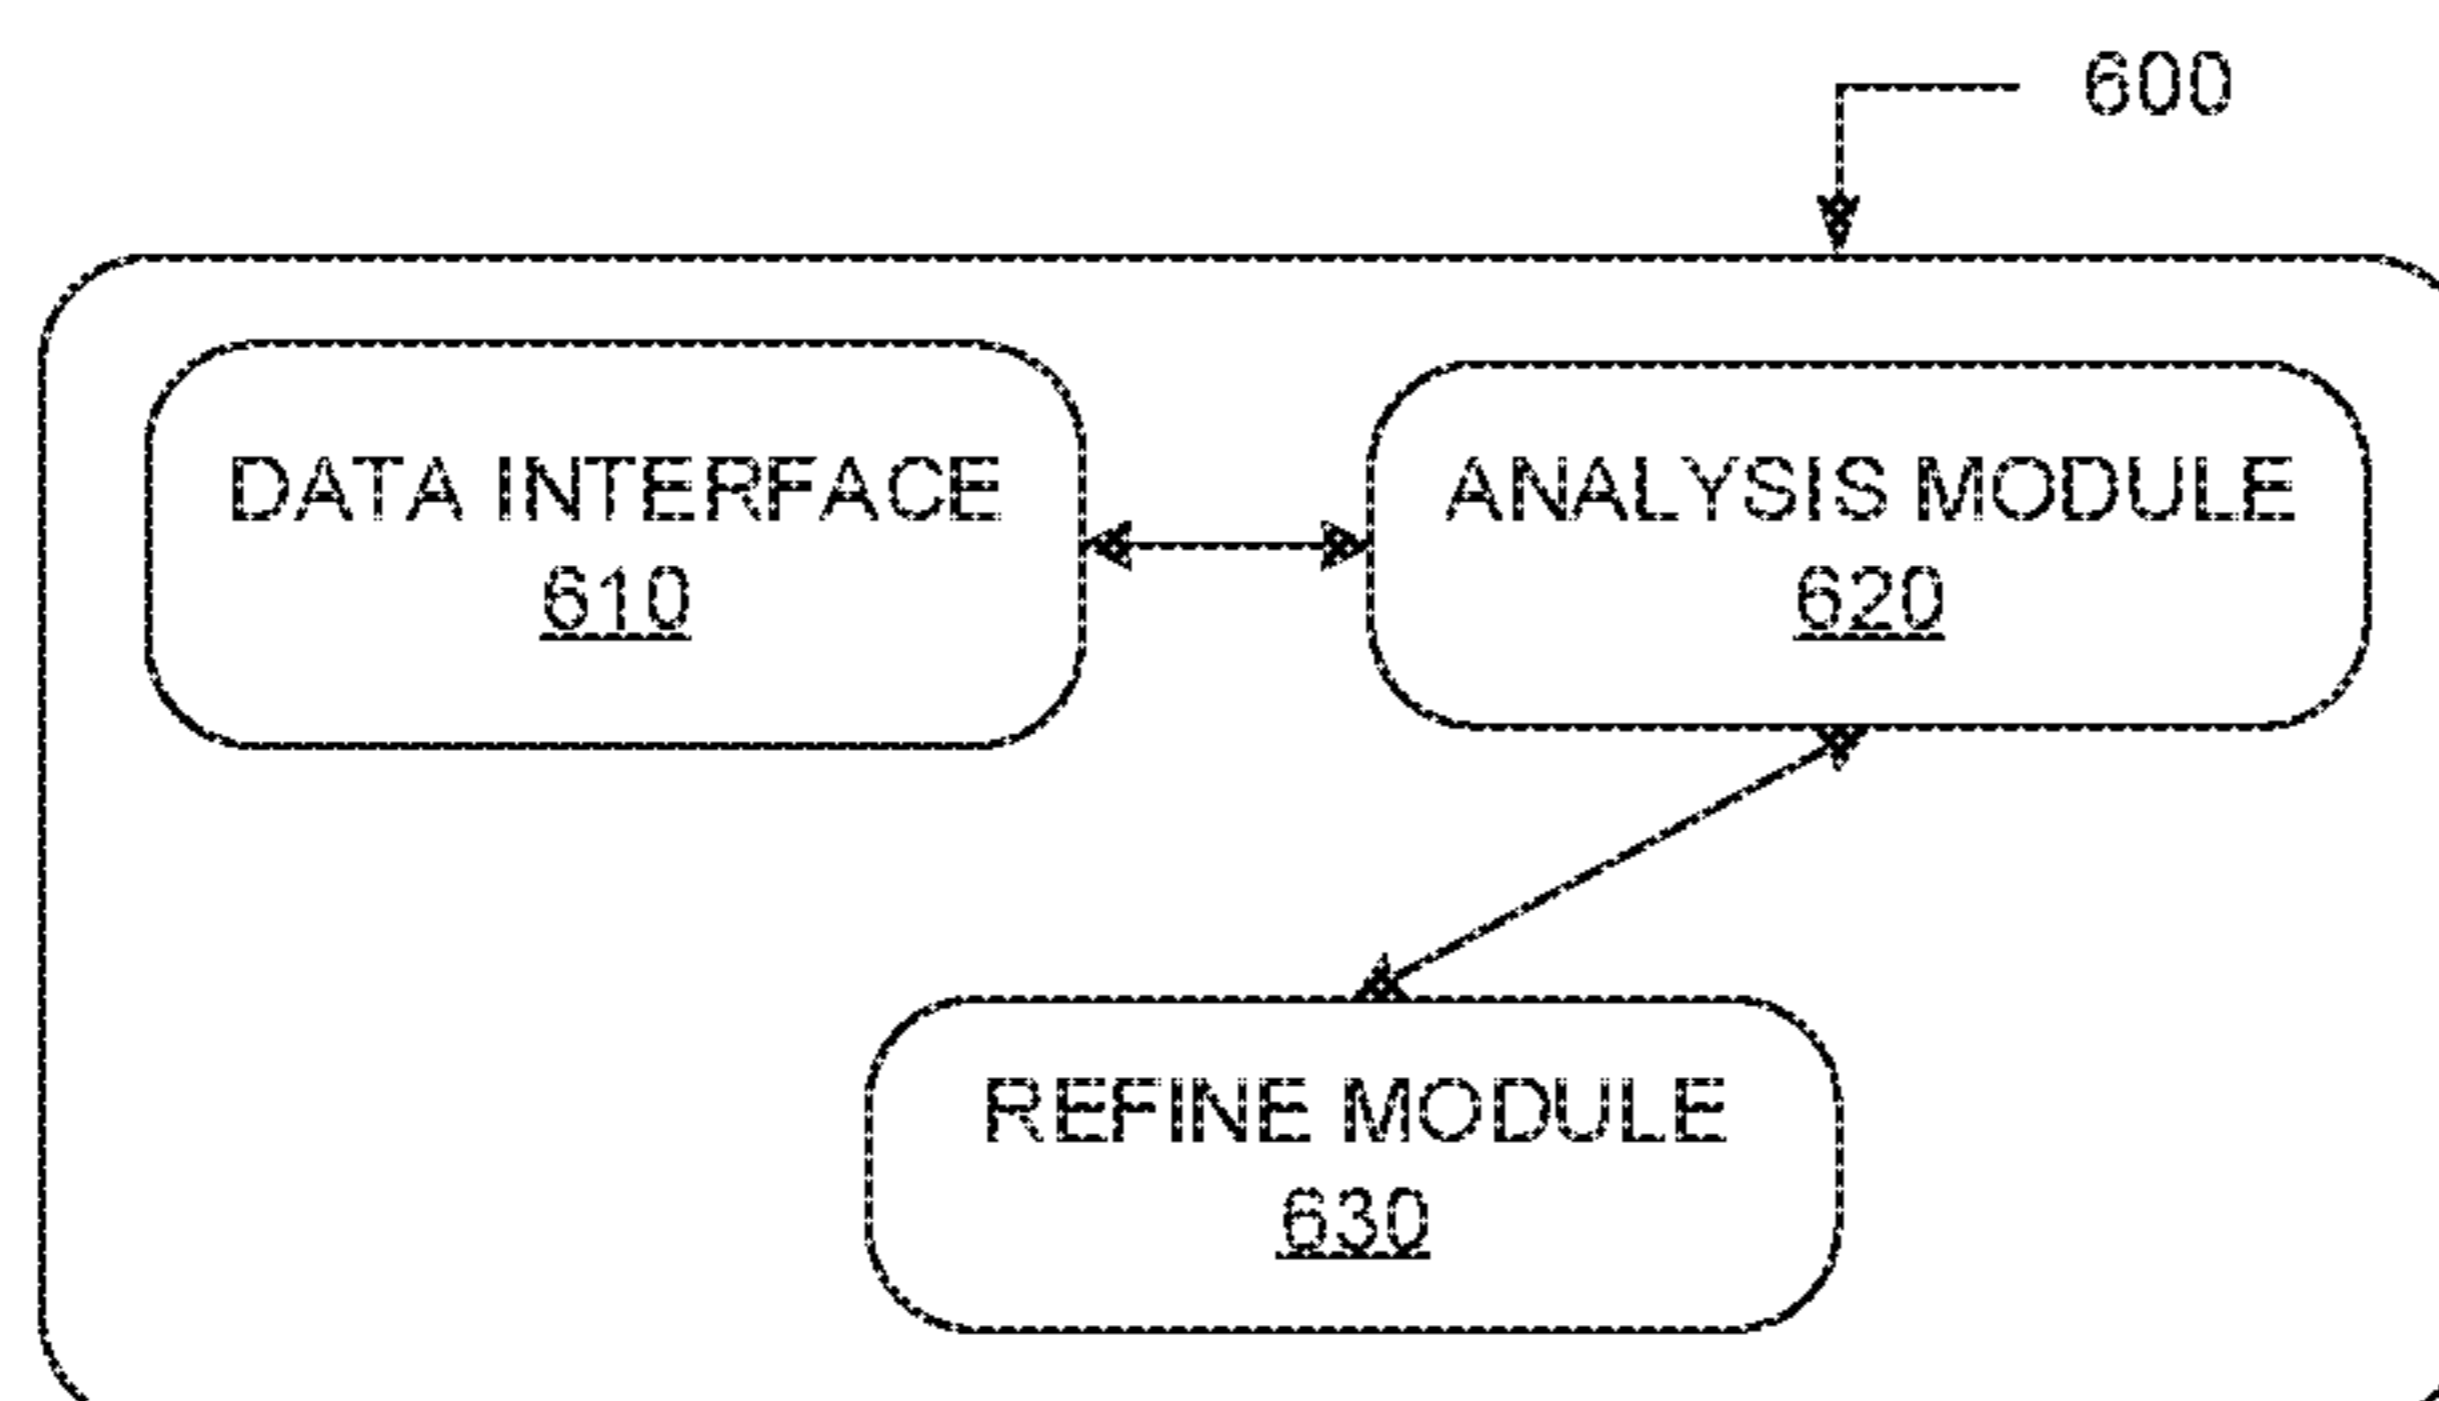 600
DATA INTERFACE
610
ANALYSIS MODULE
620
REFINE MODULE
630